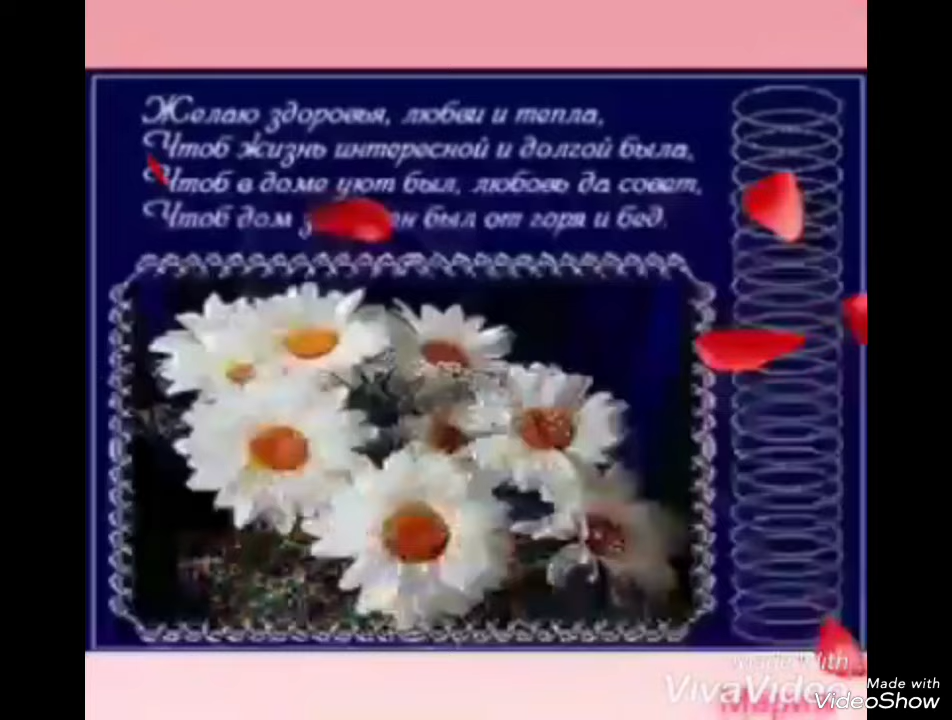 Желаю здоровья, любви и тепла,
Чтоб жизнь интересной и долгой была,
Чтоб в доме уют был, любовь да совет,
Чтоб дом был от горя и бед.
Made With
VivaVideo
Made with
VideoShow